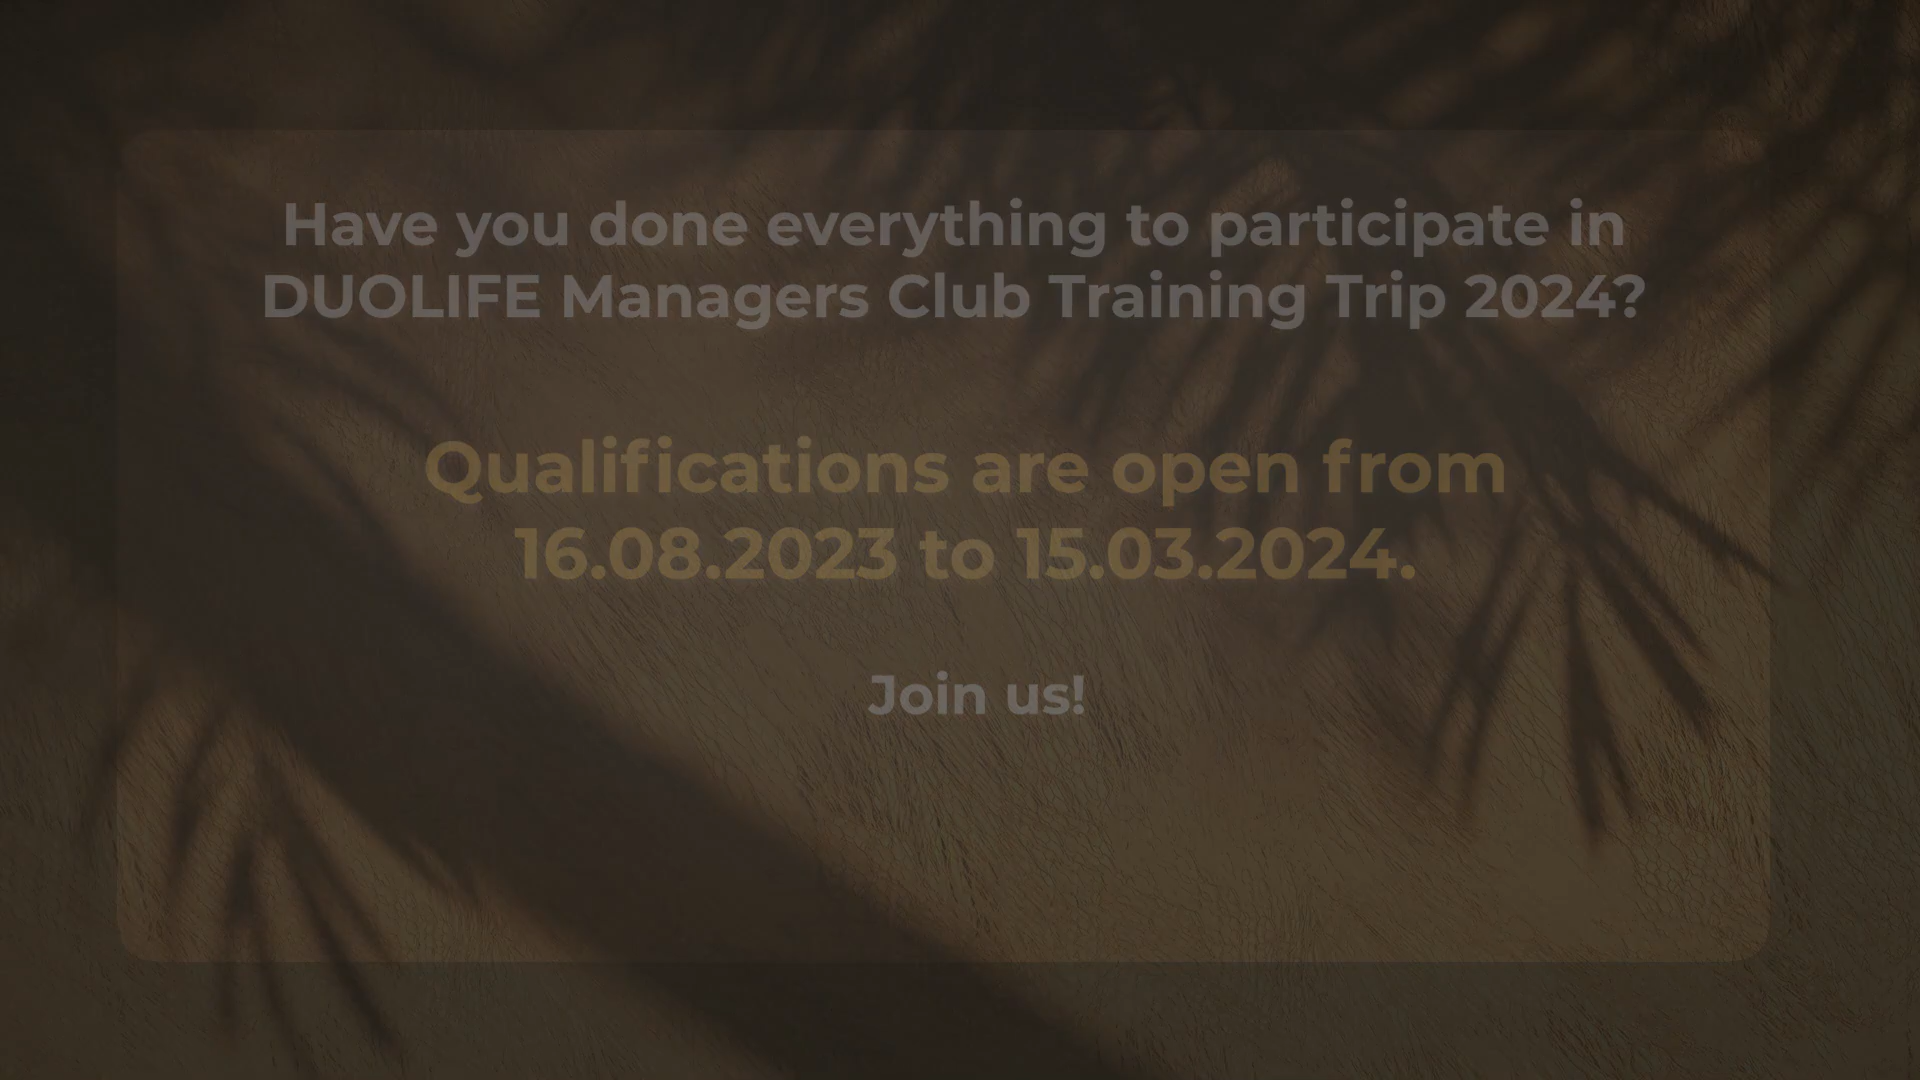 Have you done everything to participate in
DUOLIFE Managers Club Training Trip 2024?
Qualifications are open from
16.08.2023 to 15.03.2024.
Join us!